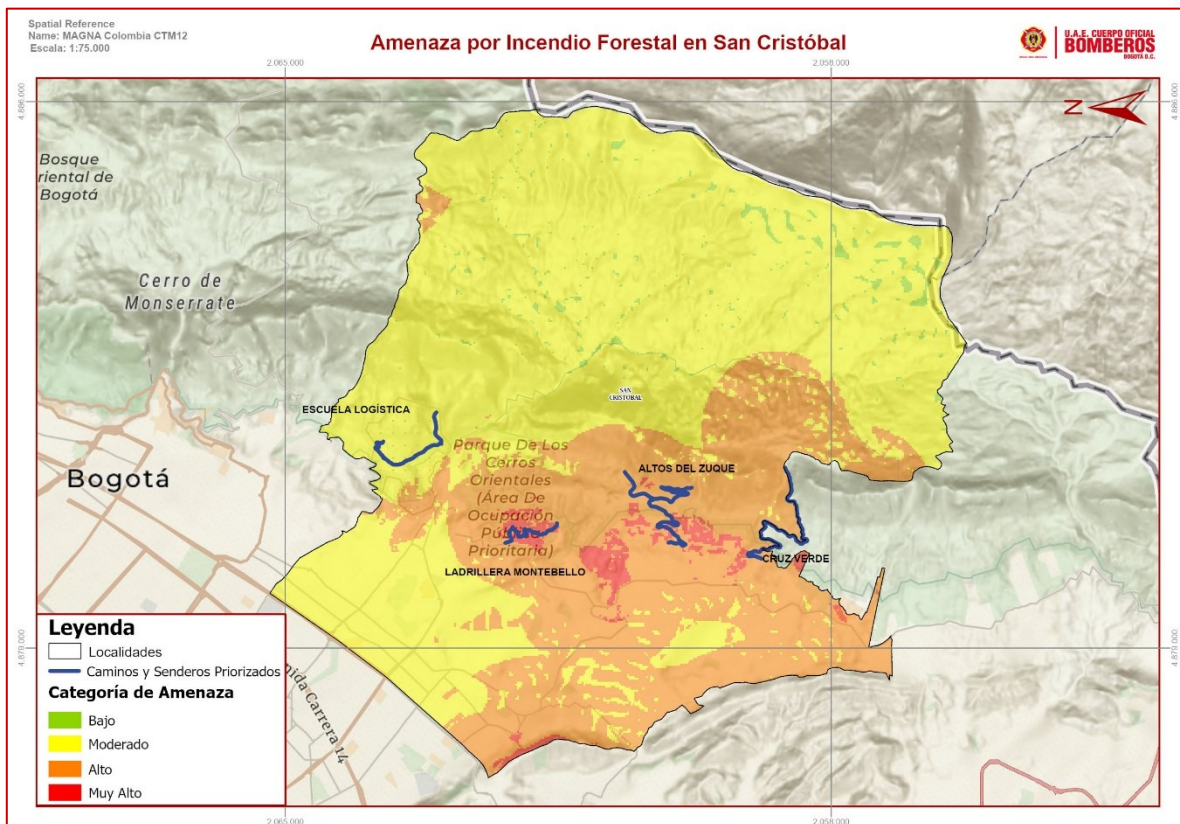 Spatial Reference
Name: MAGNA Colombia CTM12
Escala: 1:75.000
Amenaza por Incendio Forestal en San Cristóbal
U.A.E. CUERPO OFICIAL
BOMBEROS
BOGOTÁ D.C.
2.065.000
2.058.000
4.886.000
4.886.000
N
Bosque
riental de
Bogotá
Cerro de
Monserrate
SAN
CRISTOBAL
ESCUELA LOGÍSTICA
Parque De Los
Cerros
Orientales
(Área De
Ocupación
Pública
Prioritaria)
ALTOS DEL ZUQUE
Bogotá
CRUZ VERDE
LADRILLERA MONTEBELLO
Leyenda
Localidades
Caminos y Senderos Priorizados
Categoría de Amenaza
Bajo
Moderado
Alto
Muy Alto
nida Carrera 14
4.879.000
4.879.000
2.065.000
2.058.000